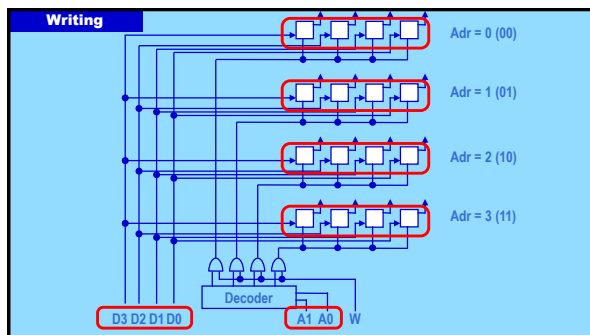 Writing
Adr = 0 (00)
Adr = 1 (01)
Adr = 2 (10)
Adr = 3 (11)
Decoder
D3 D2 D1 D0 A1 A0 W